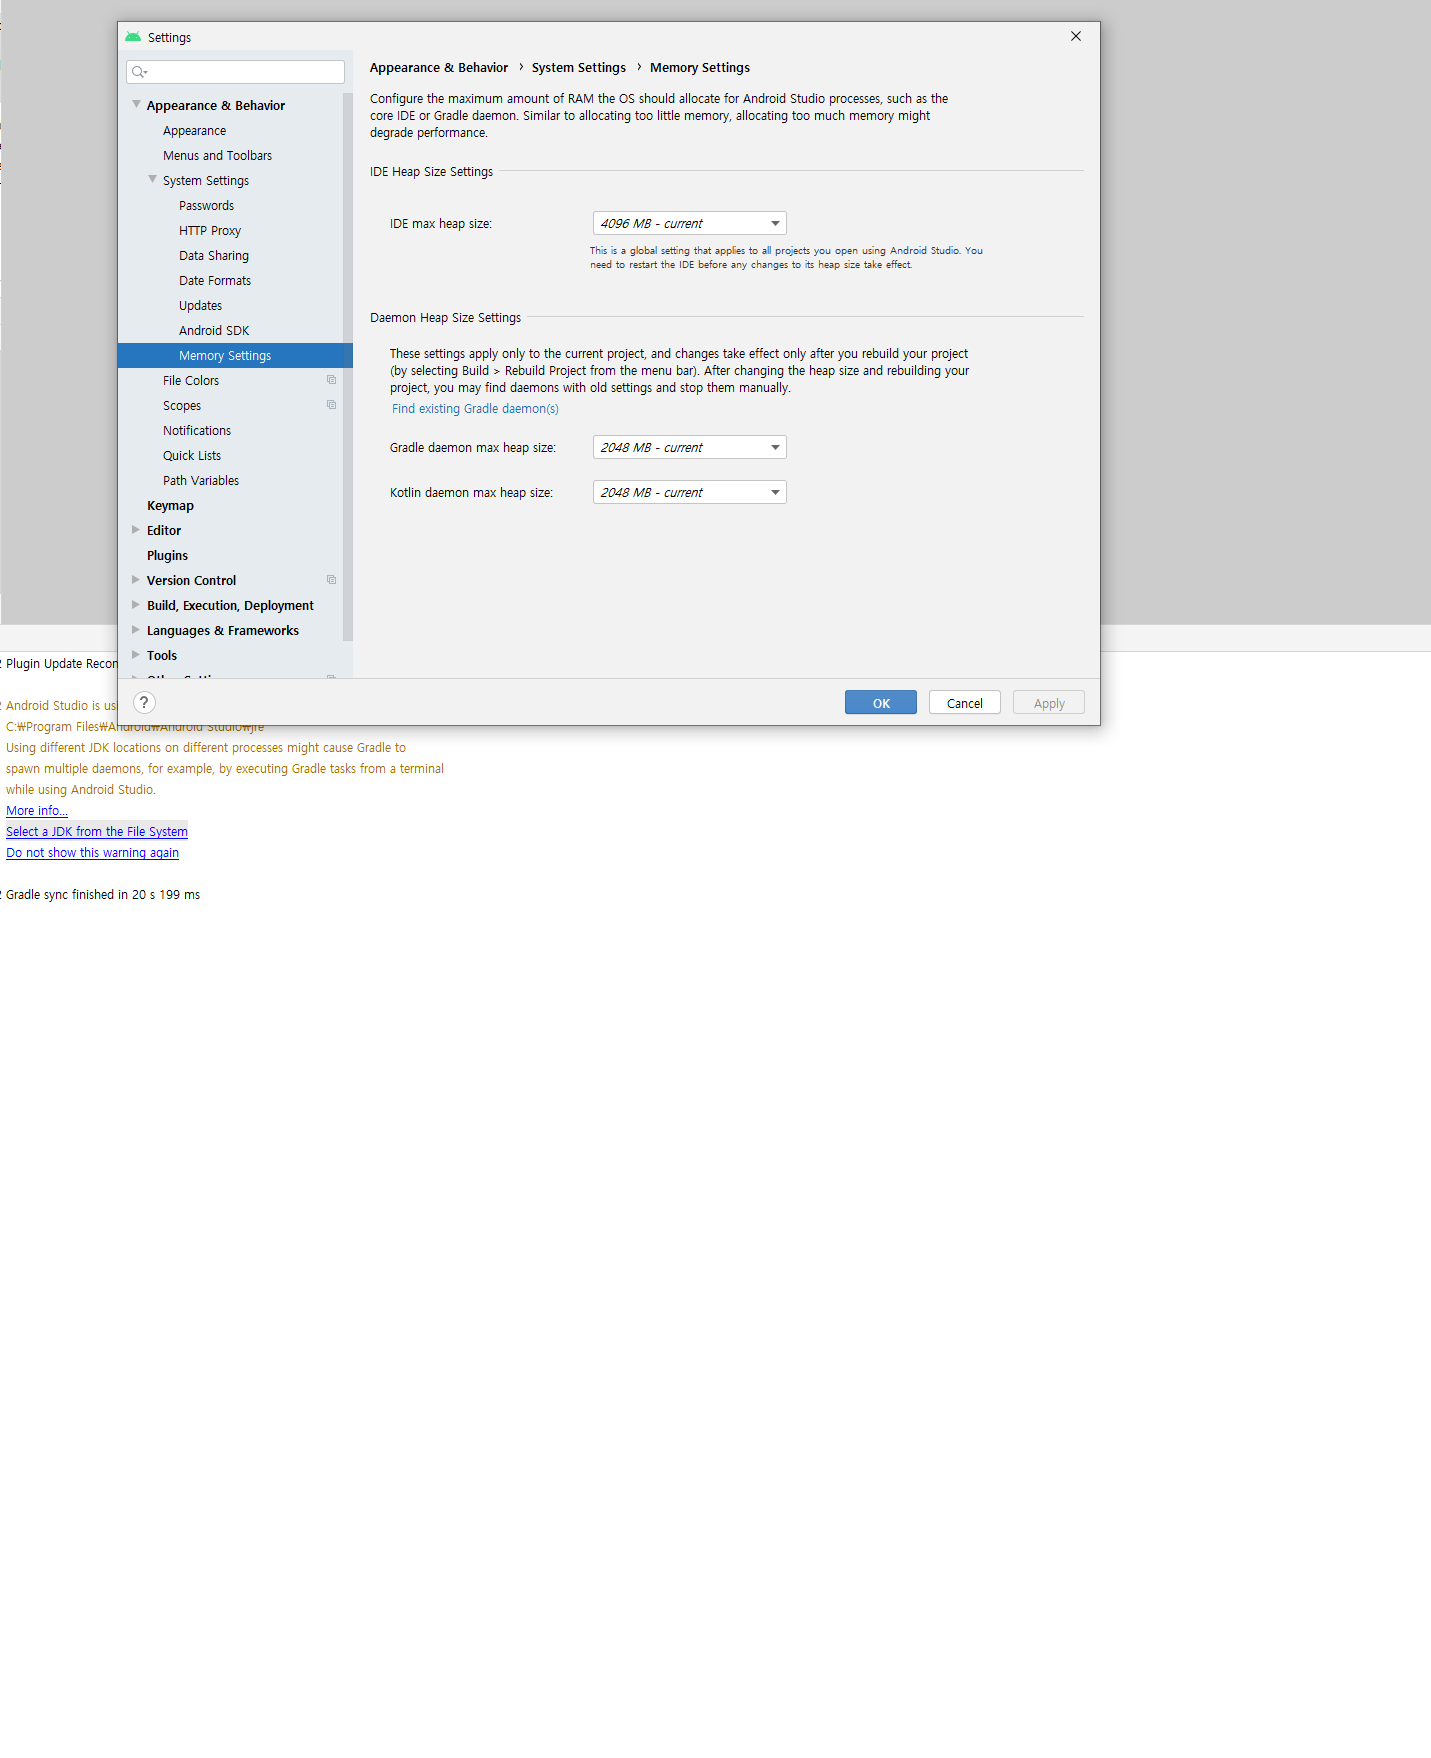 Settings
Appearance & Behavior
Appearance
Menus and Toolbars
System Settings
Passwords
HTTP Proxy
Data Sharing
Date Formats
Updates
Android SDK
Memory Settings
File Colors
Scopes
Notifications
Quick Lists
Path Variables
Keymap
Editor
Plugins
Version Control
Build, Execution, Deployment
Languages & Frameworks
Tools
Appearance & Behavior › System Settings › Memory Settings
Configure the maximum amount of RAM the OS should allocate for Android Studio processes, such as the
core IDE or Gradle daemon. Similar to allocating too little memory, allocating too much memory might
degrade performance.
IDE Heap Size Settings
IDE max heap size: 4096 MB - current
This is a global setting that applies to all projects you open using Android Studio. You
need to restart the IDE before any changes to its heap size take effect.
Daemon Heap Size Settings
These settings apply only to the current project, and changes take effect only after you rebuild your project
(by selecting Build > Rebuild Project from the menu bar). After changing the heap size and rebuilding your
project, you may find daemons with old settings and stop them manually.
Find existing Gradle daemon(s)
Gradle daemon max heap size: 2048 MB - current
Kotlin daemon max heap size: 2048 MB - current
?
OK Cancel Apply
2 Plugin Update Recon
2 Android Studio is us
C:₩Program Files₩Android₩Android Studio₩jre
Using different JDK locations on different processes might cause Gradle to
spawn multiple daemons, for example, by executing Gradle tasks from a terminal
while using Android Studio.
More info...
Select a JDK from the File System
Do not show this warning again
2 Gradle sync finished in 20 s 199 ms